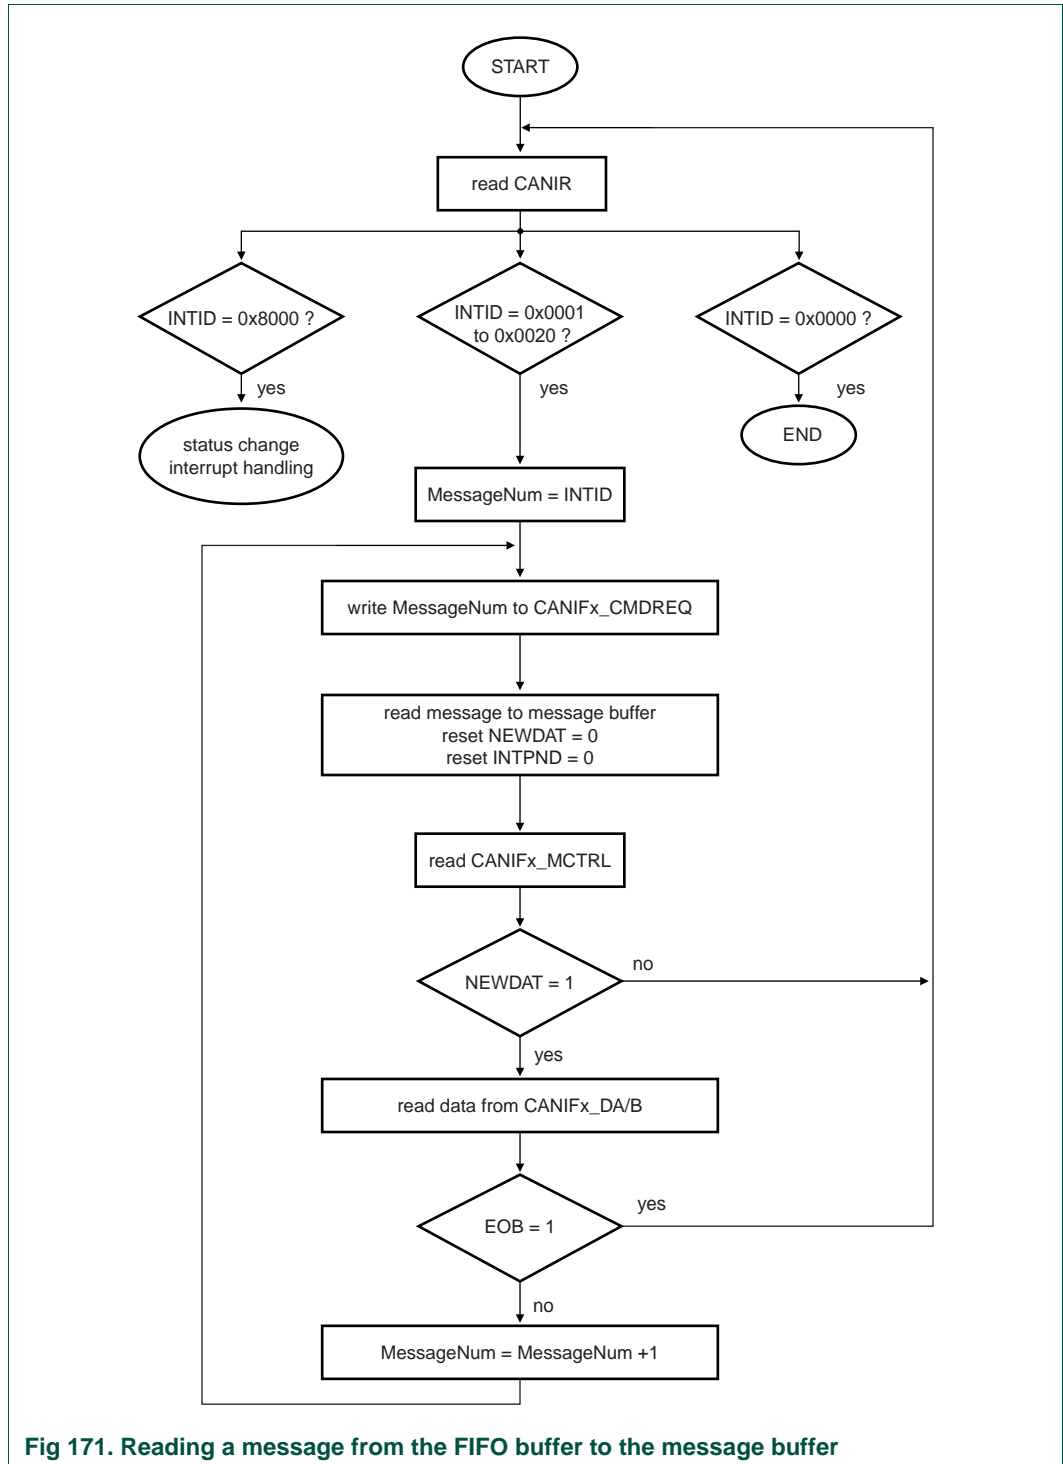 START
read CANIR
INTID = 0x8000 ?
INTID = 0x0001
to 0x0020 ?
INTID = 0x0000 ?
yes
yes
yes
status change
interrupt handling
END
MessageNum = INTID
write MessageNum to CANIFx_CMDREQ
read message to message buffer
reset NEWDAT = 0
reset INTPND = 0
read CANIFx_MCTRL
NEWDAT = 1
no
yes
read data from CANIFx_DA/B
EOB = 1
yes
no
MessageNum = MessageNum +1
Fig 171. Reading a message from the FIFO buffer to the message buffer